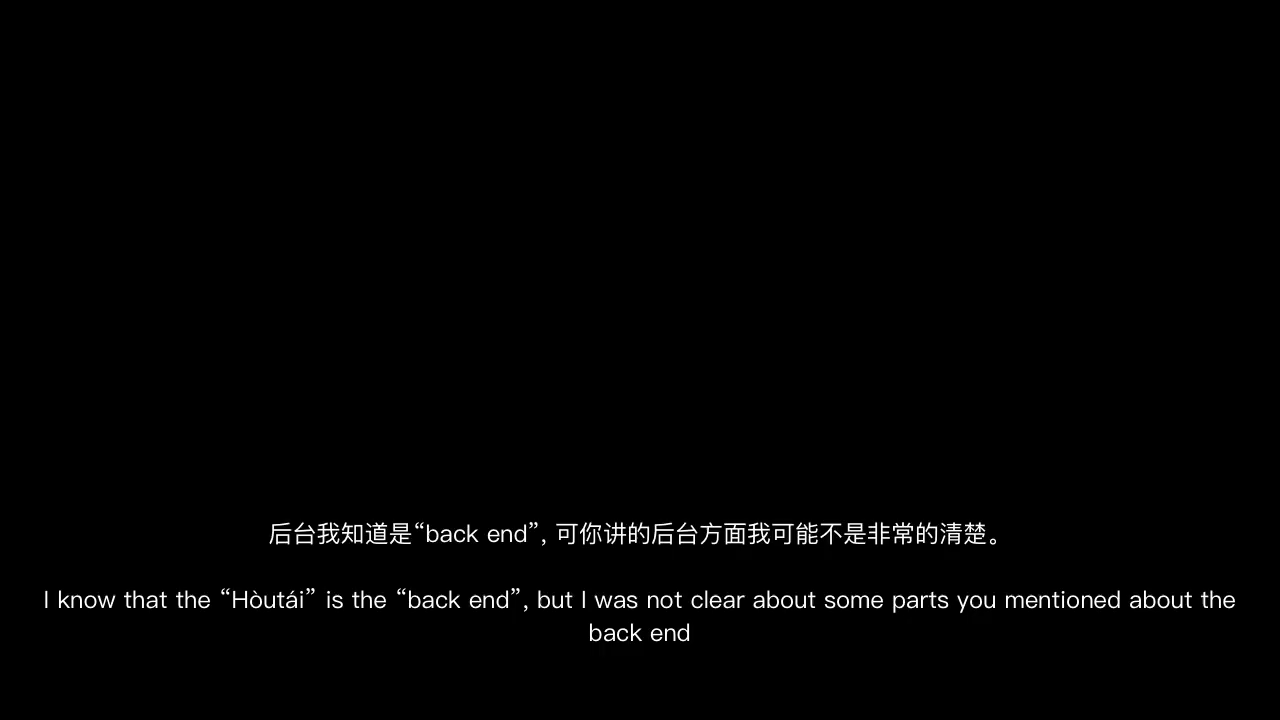 后台我知道是“back end”, 可你讲的后台方面我可能不是非常的清楚。
I know that the “Hòutái” is the “back end”, but I was not clear about some parts you mentioned about the
back end